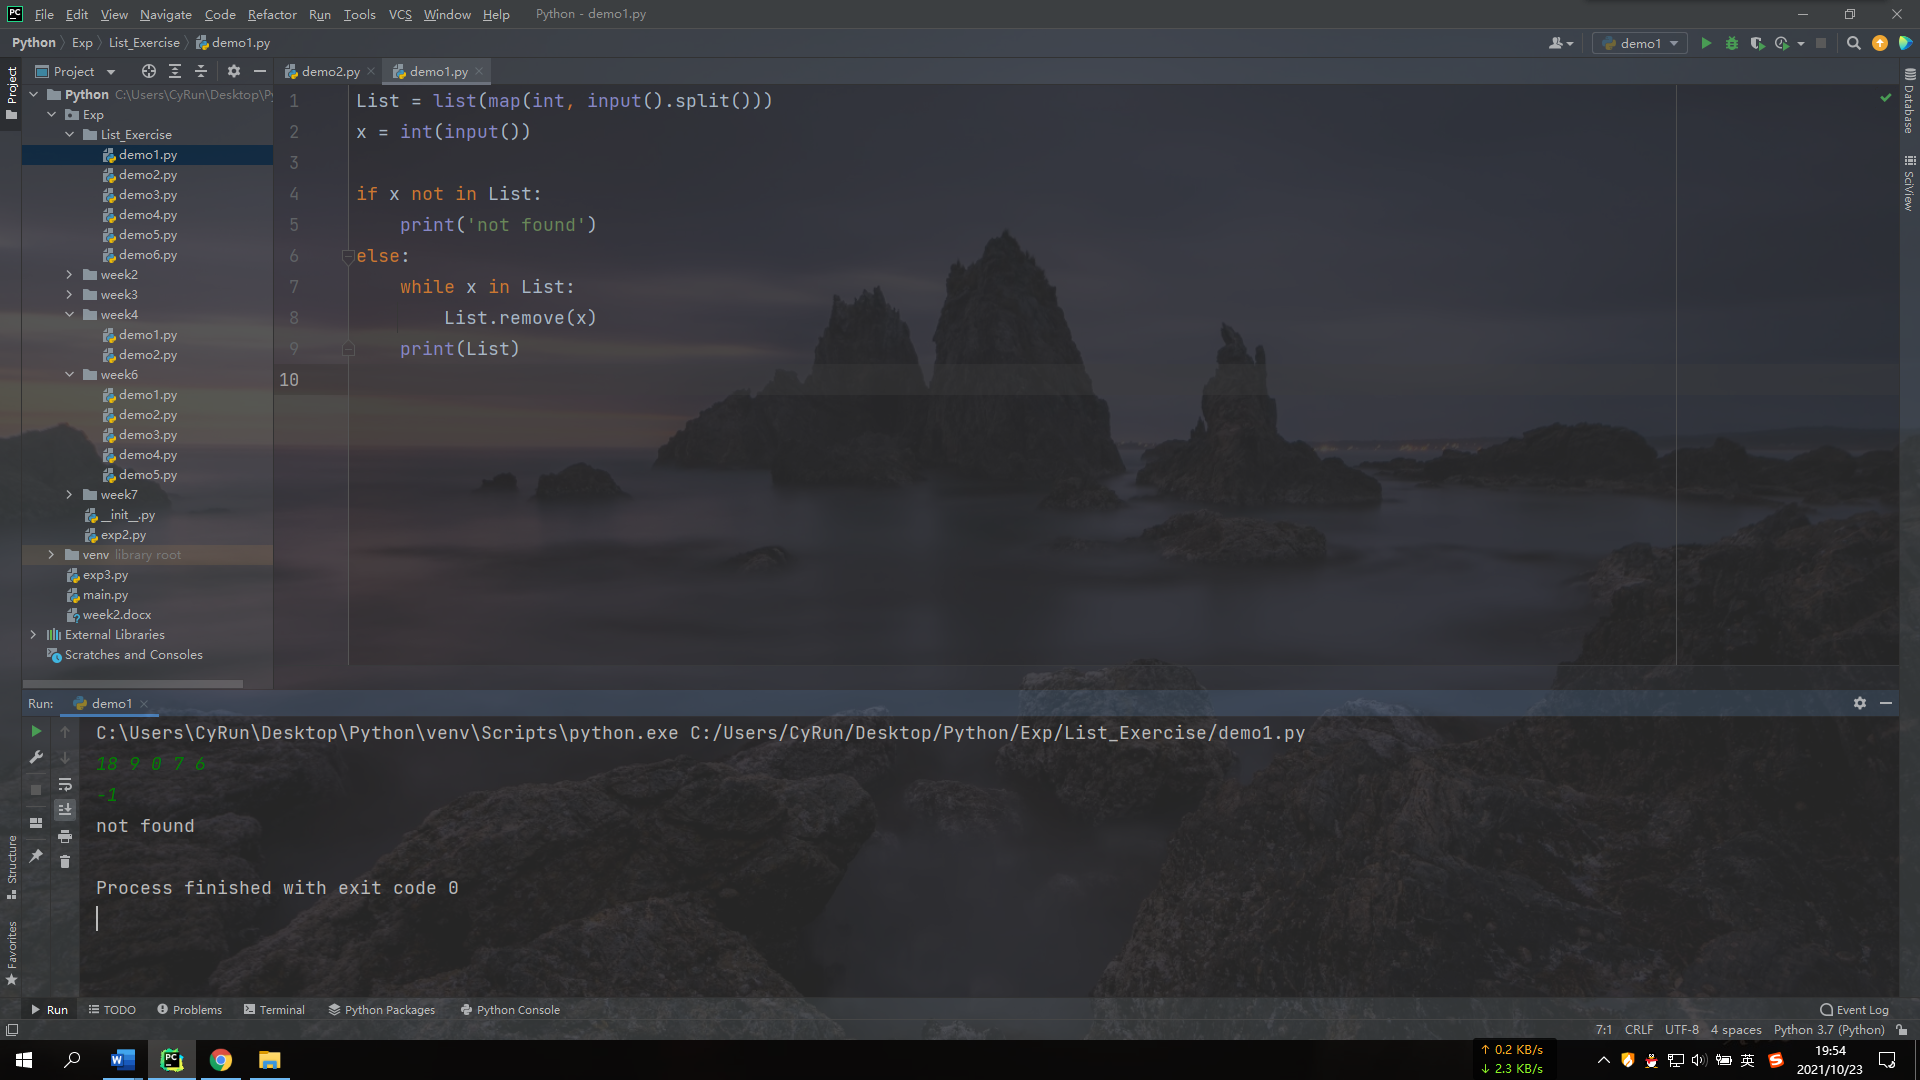 File Edit View Navigate Code Refactor Run Tools VCS Window Help Python - demo1.py
Python Exp List_Exercise demo1.py
demo1
Project
demo2.py
demo1.py
Project
Python C:\Users\CyRun\Desktop\Py
Exp
List_Exercise
demo1.py
demo2.py
demo3.py
demo4.py
demo5.py
demo6.py
week2
week3
week4
demo1.py
demo2.py
week6
demo1.py
demo2.py
demo3.py
demo4.py
demo5.py
week7
__init__.py
exp2.py
venv library root
exp3.py
main.py
week2.docx
External Libraries
Scratches and Consoles
1 List = list(map(int, input().split()))
2 x = int(input())
3
4 if x not in List:
5 print('not found')
6 else:
7 while x in List:
8 List.remove(x)
9 print(List)
10
Database
SciView
Run: demo1
C:\Users\CyRun\Desktop\Python\venv\Scripts\python.exe C:/Users/CyRun/Desktop/Python/Exp/List_Exercise/demo1.py
18 9 0 7 6
-1
not found
Process finished with exit code 0
Structure
Favorites
Run TODO Problems Terminal Python Packages Python Console Event Log
7:1 CRLF UTF-8 4 spaces Python 3.7 (Python)
↑ 0.2 KB/s
↓ 2.3 KB/s
英
19:54
2021/10/23